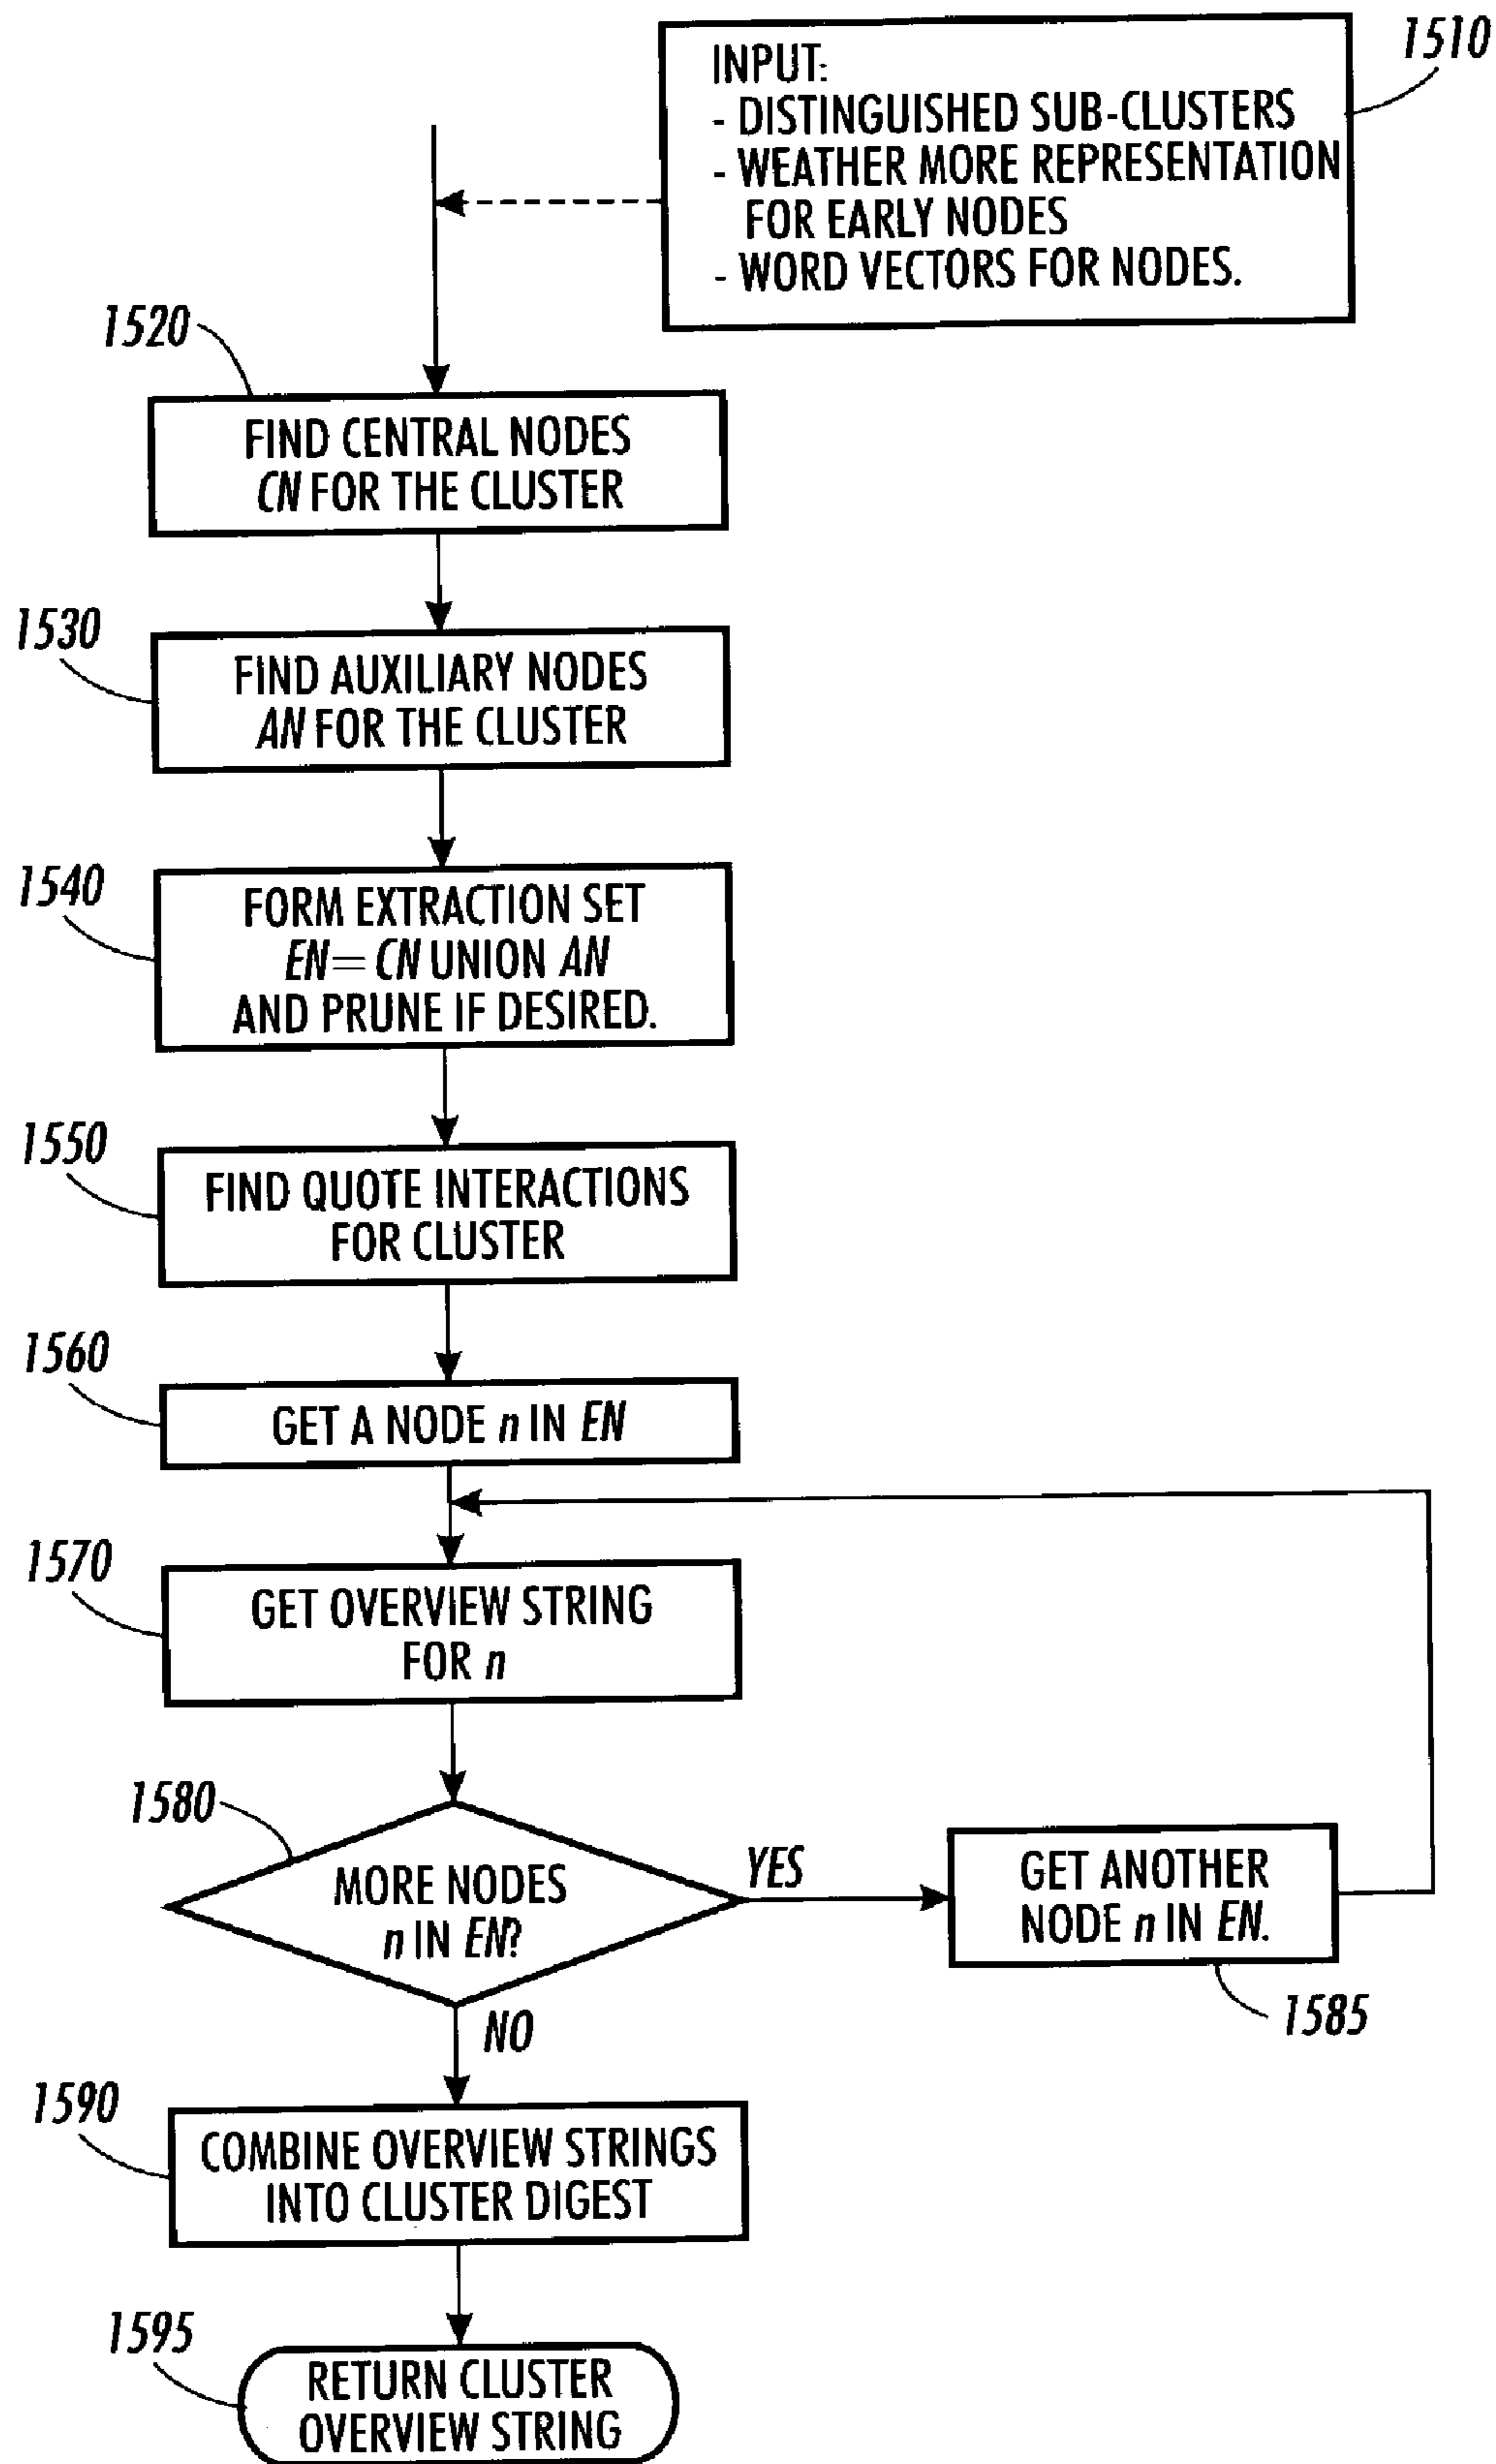 1510
INPUT:
- DISTINGUISHED SUB-CLUSTERS
- WEATHER MORE REPRESENTATION
FOR EARLY NODES
- WORD VECTORS FOR NODES.
1520
FIND CENTRAL NODES
CN FOR THE CLUSTER
1530
FIND AUXILIARY NODES
AN FOR THE CLUSTER
1540
FORM EXTRACTION SET
EN = CN UNION AN
AND PRUNE IF DESIRED.
1550
FIND QUOTE INTERACTIONS
FOR CLUSTER
1560
GET A NODE n IN EN
1570
GET OVERVIEW STRING
FOR n
1580
MORE NODES
n IN EN?
YES
GET ANOTHER
NODE n IN EN.
1585
NO
1590
COMBINE OVERVIEW STRINGS
INTO CLUSTER DIGEST
1595
RETURN CLUSTER
OVERVIEW STRING